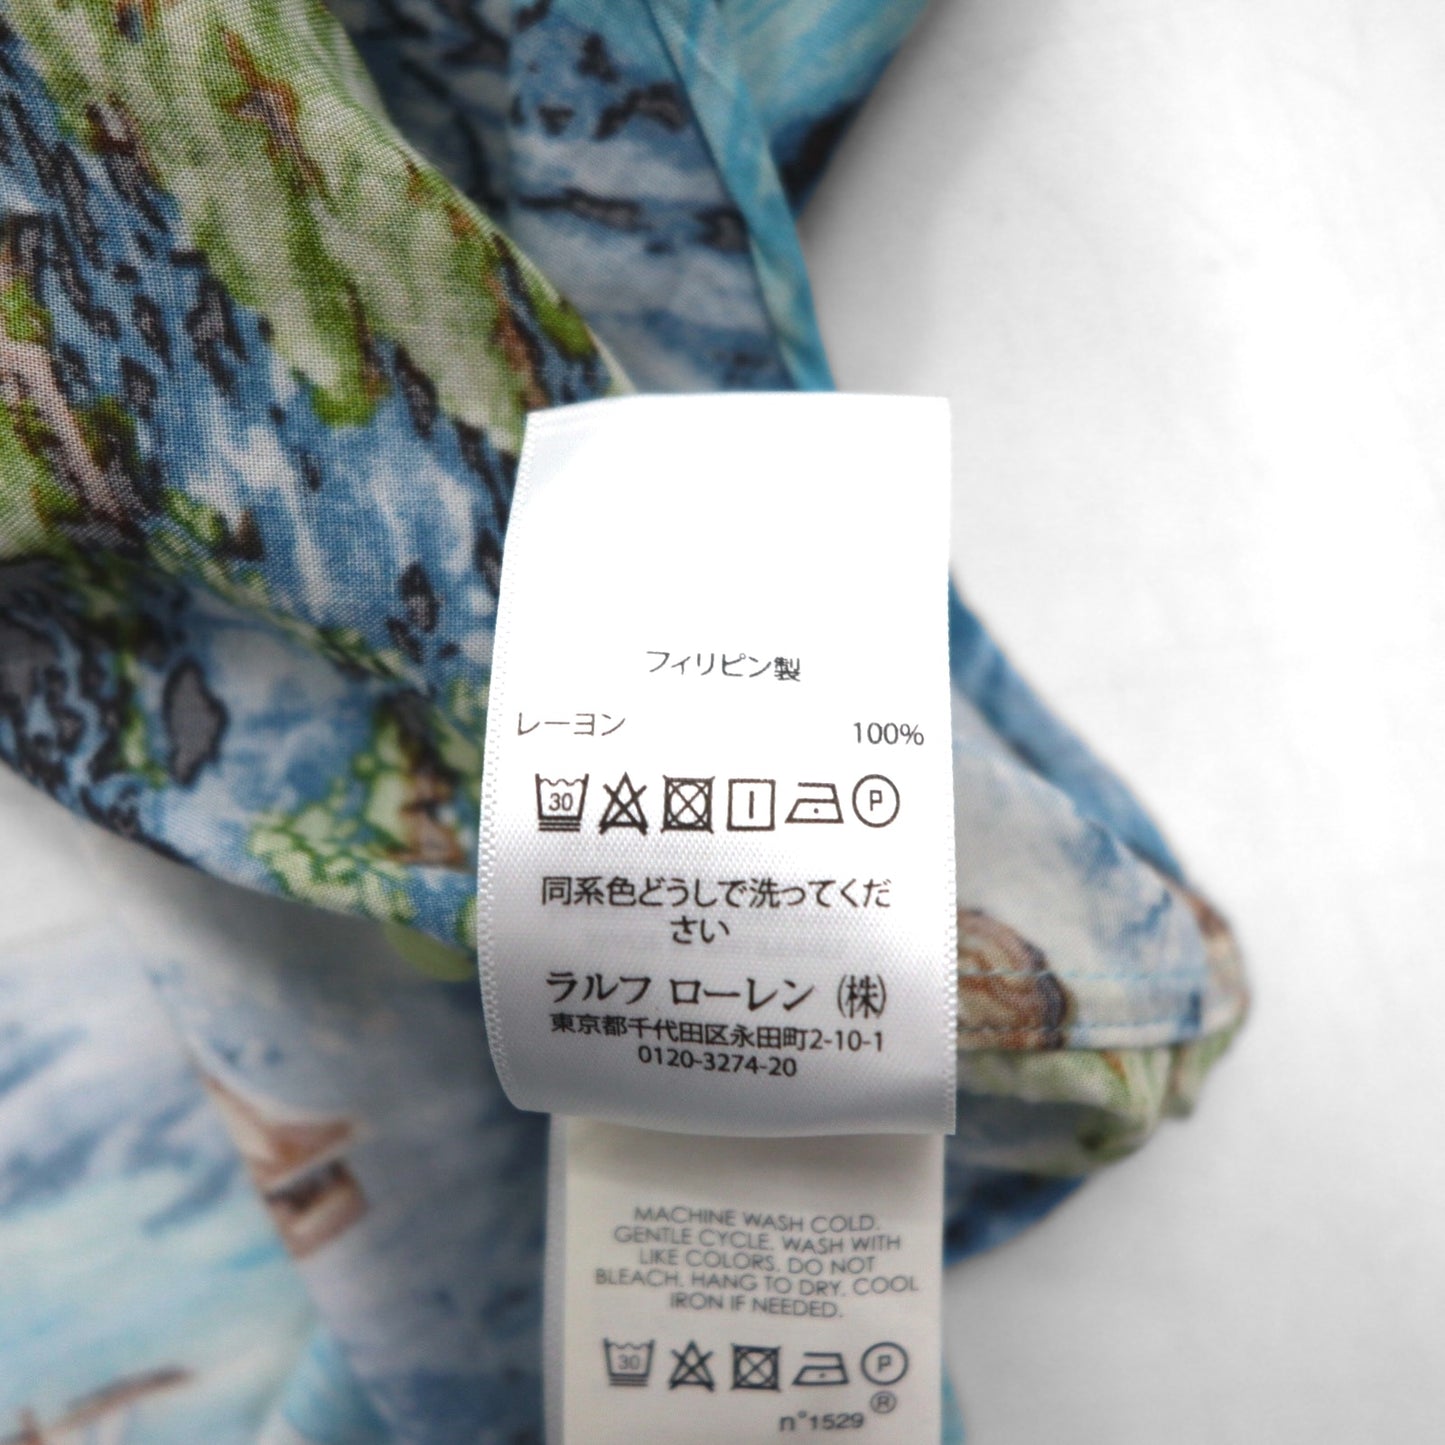 フィリピン製
レーヨン 100%
30 P
同系色どうしで洗ってくだ
さい
ラルフ ローレン (株)
東京都千代田区永田町2-10-1
0120-3274-20
MACHINE WASH COLD.
GENTLE CYCLE. WASH WITH
LIKE COLORS. DO NOT
BLEACH. HANG TO DRY. COOL
IRON IF NEEDED.
30 P
®
n°1529